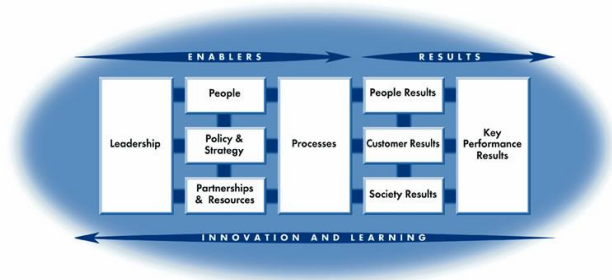 ENABLERS
RESULTS
Leadership
People
Policy &
Strategy
Partnerships
& Resources
Processes
People Results
Customer Results
Society Results
Key
Performance
Results
INNOVATION AND LEARNING